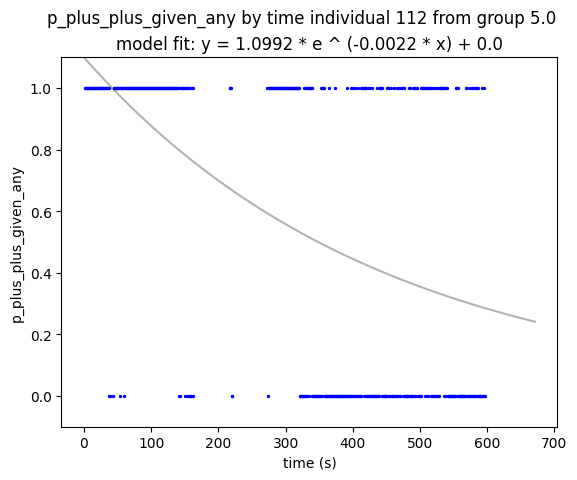 p_plus_plus_given_any by time individual 112 from group 5.0
model fit: y = 1.0992 * e ^ (-0.0022 * x) + 0.0
1.0
0.8
0.6
0.4
0.2
0.0
p_plus_plus_given_any
0 100 200 300 400 500 600 700
time (s)